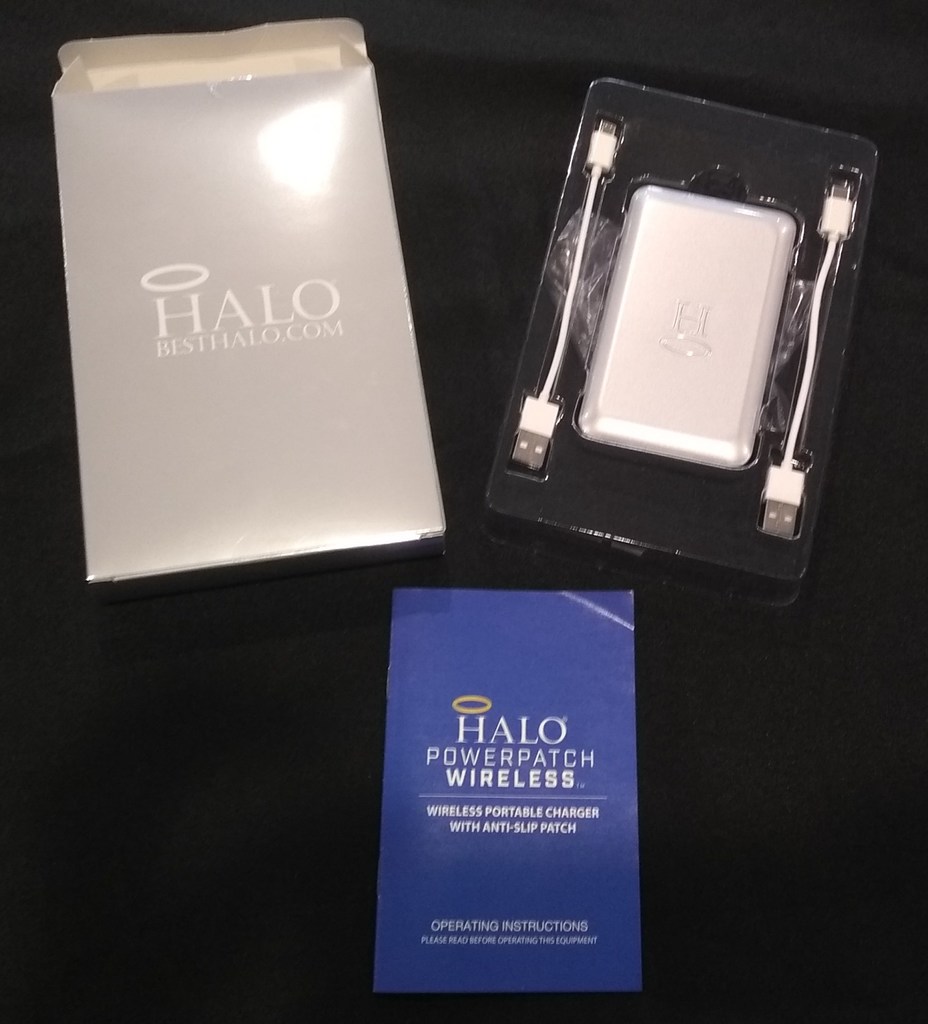 HALO
BESTHALO.COM
H
HALO®
POWERPATCH
WIRELESS™
WIRELESS PORTABLE CHARGER
WITH ANTI-SLIP PATCH
OPERATING INSTRUCTIONS
PLEASE READ BEFORE OPERATING THIS EQUIPMENT